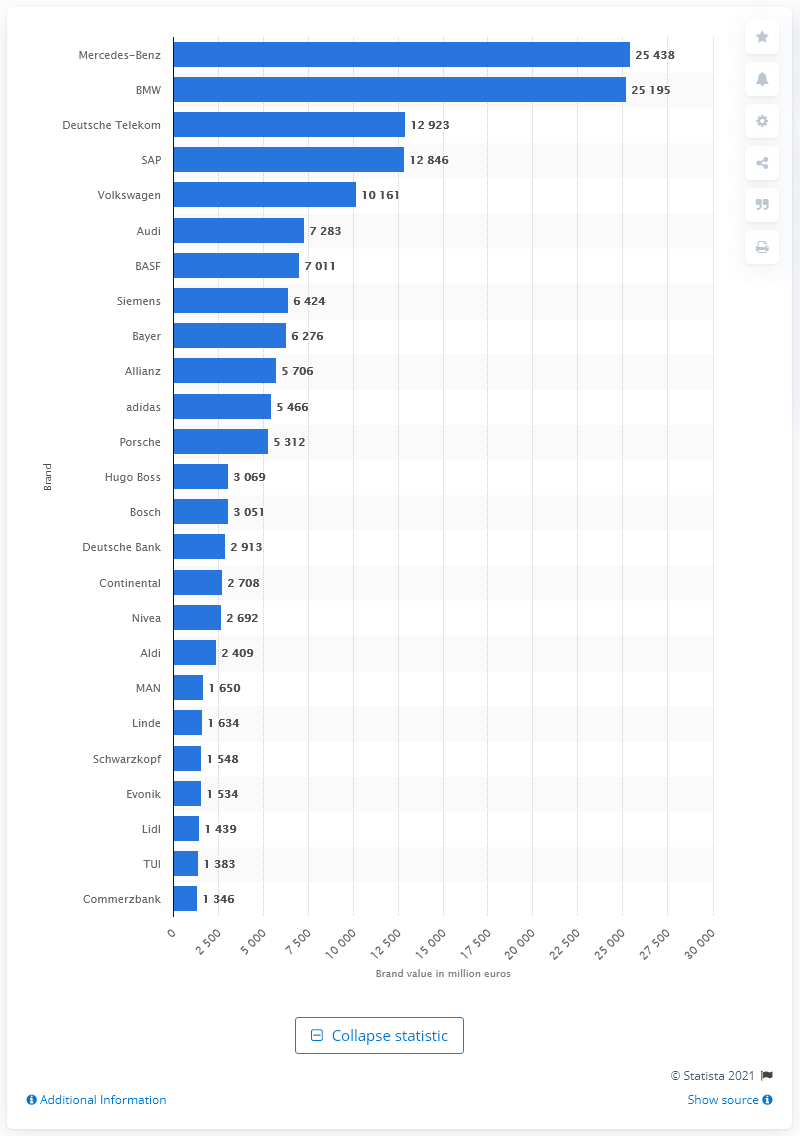 Mercedes-Benz 25 438
BMW 25 195
Deutsche Telekom 12 923
SAP 12 846
Volkswagen 10 161
Audi 7 283
BASF 7 011
Siemens 6 424
Bayer 6 276
Allianz 5 706
adidas 5 466
Porsche 5 312
Brand
Hugo Boss 3 069
Bosch 3 051
Deutsche Bank 2 913
Continental 2 708
Nivea 2 692
Aldi 2 409
MAN 1 650
Linde 1 634
Schwarzkopf 1 548
Evonik 1 534
Lidl 1 439
TUI 1 383
Commerzbank 1 346
0 2 500 5 000 7 500 10 000 12 500 15 000 17 500 20 000 22 500 25 000 27 500 30 000
Brand value in million euros
Collapse statistic
© Statista 2021
Additional Information Show source